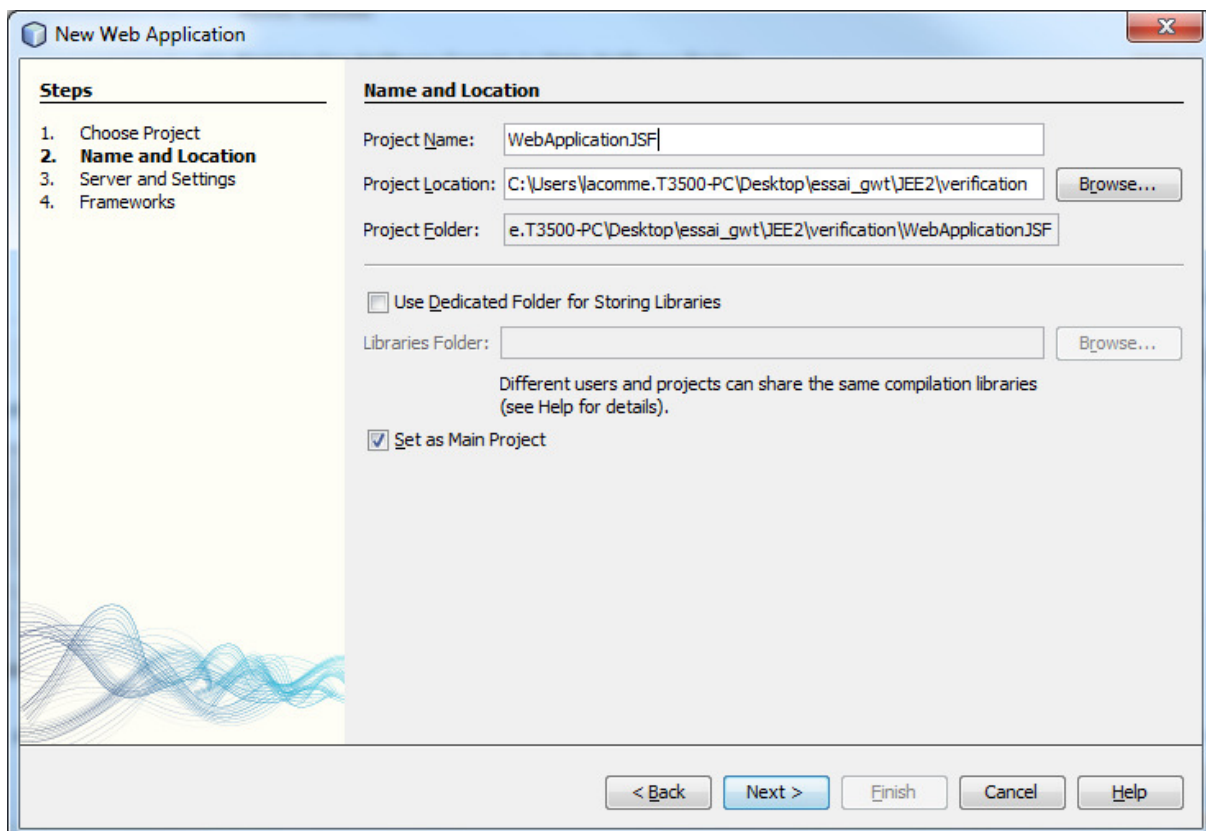 New Web Application
Steps
1. Choose Project
2. Name and Location
3. Server and Settings
4. Frameworks
Name and Location
Project Name: WebApplicationJSF
Project Location: C:\Users\lacomme.T3500-PC\Desktop\essai_gwt\JEE2\verification Browse...
Project Folder: e.T3500-PC\Desktop\essai_gwt\JEE2\verification\WebApplicationJSF
Use Dedicated Folder for Storing Libraries
Libraries Folder: Browse...
Different users and projects can share the same compilation libraries
(see Help for details).
Set as Main Project
< Back Next > Finish Cancel Help